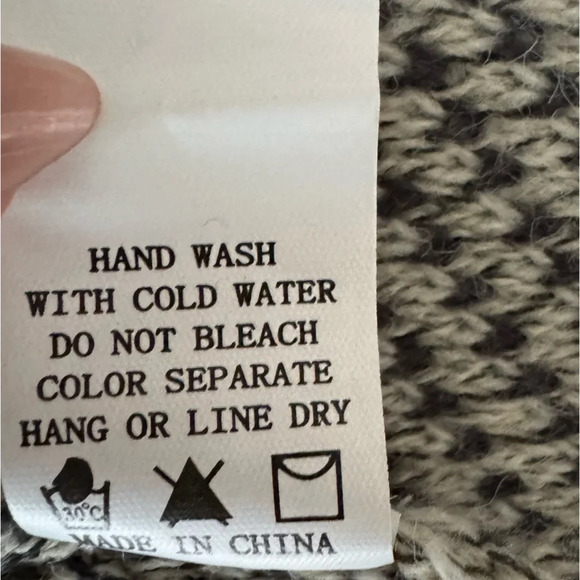 HAND WASH
WITH COLD WATER
DO NOT BLEACH
COLOR SEPARATE
HANG OR LINE DRY
30°C
MADE IN CHINA